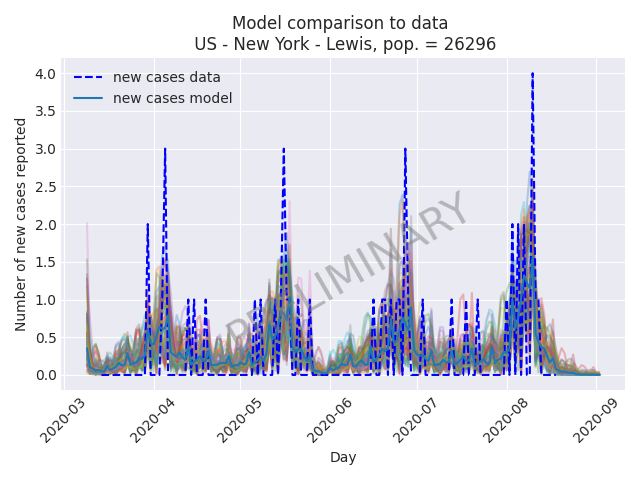 Model comparison to data
US - New York - Lewis, pop. = 26296
4.0
3.5
3.0
2.5
2.0
1.5
1.0
0.5
0.0
Number of new cases reported
new cases data
new cases model
PRELIMINARY
2020-03
2020-04
2020-05
2020-06
2020-07
2020-08
2020-09
Day